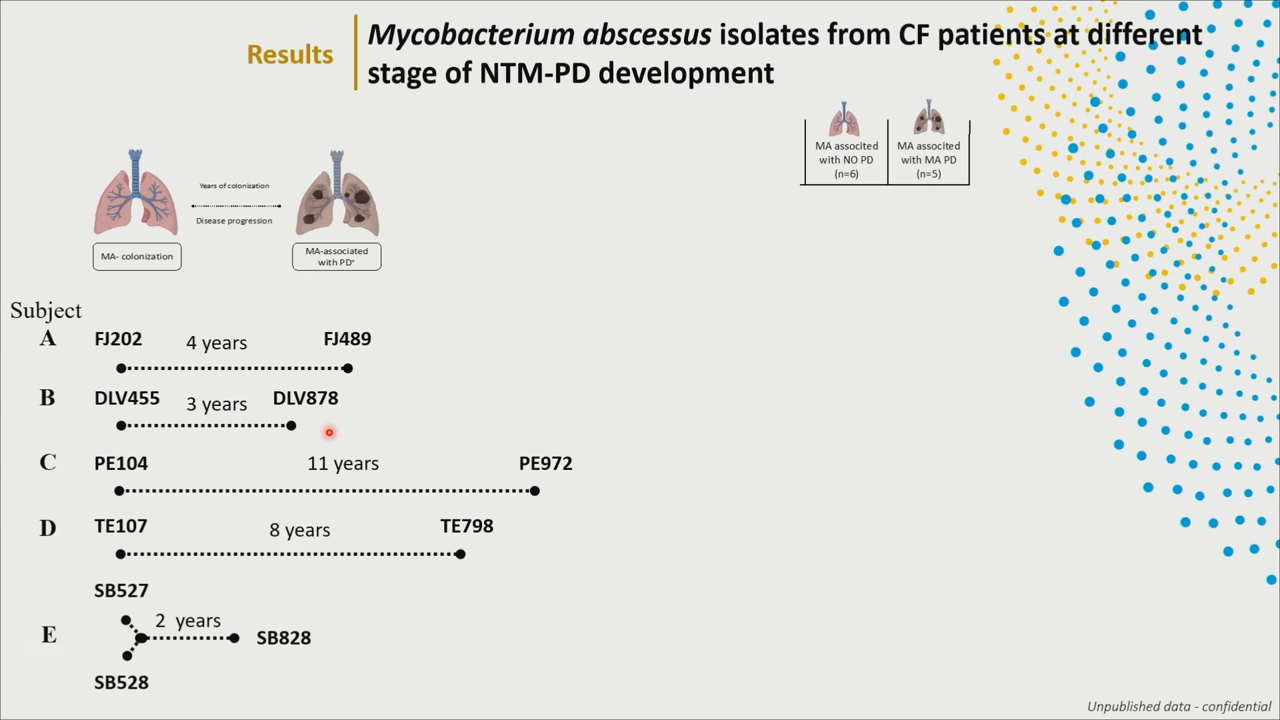 Results
Mycobacterium abscessus isolates from CF patients at different
stage of NTM-PD development
MA associted
with NO PD
(n=6)
MA associted
with MA PD
(n=5)
Years of colonization
Disease progression
MA- colonization
MA-associated
with PD"
Subject
A
FJ202
4 years
FJ489
B
DLV455
3 years
DLV878
C
PE104
11 years
PE972
D
TE107
8 years
TE798
SB527
E
2 years
SB828
SB528
Unpublished data - confidential